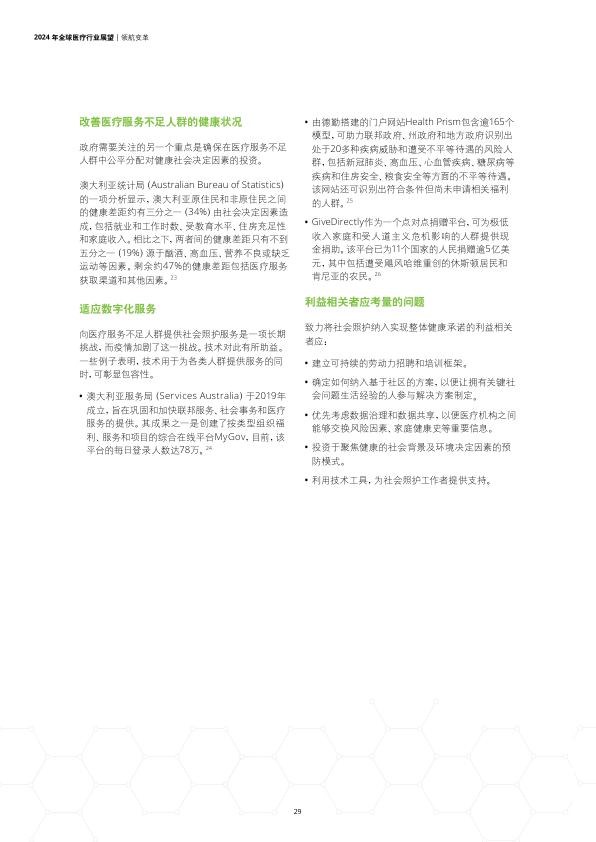 2024 年全球医疗行业展望 | 领航变革
改善医疗服务不足人群的健康状况
政府需要关注的另一个重点是确保在医疗服务不足
人群中公平分配对健康社会决定因素的投资。
澳大利亚统计局 (Australian Bureau of Statistics)
的一项分析显示，澳大利亚原住民和非原住民之间
的健康差距约有三分之一 (34%) 由社会决定因素造
成，包括就业和工作时数、受教育水平、住房充足性
和家庭收入。相比之下，两者间的健康差距只有不到
五分之一 (19%) 源于酗酒、高血压、营养不良或缺乏
运动等因素。剩余约47%的健康差距包括医疗服务
获取渠道和其他因素。23
适应数字化服务
向医疗服务不足人群提供社会照护服务是一项长期
挑战，而疫情加剧了这一挑战。技术对此有所助益。
一些例子表明，技术用于为各类人群提供服务的同
时，可彰显包容性。
• 澳大利亚服务局 (Services Australia) 于2019年
成立，旨在巩固和加快联邦服务、社会事务和医疗
服务的提供。其成果之一是创建了按类型组织福
利、服务和项目的综合在线平台MyGov，目前，该
平台的每日登录人数达78万。24
• 由德勤搭建的门户网站Health Prism包含逾165个
模型，可助力联邦政府、州政府和地方政府识别出
处于20多种疾病威胁和遭受不平等待遇的风险人
群，包括新冠肺炎、高血压、心血管疾病、糖尿病等
疾病和住房安全、粮食安全等方面的不平等待遇。
该网站还可识别出符合条件但尚未申请相关福利
的人群。25
• GiveDirectly作为一个点对点捐赠平台，可为极低
收入家庭和受人道主义危机影响的人群提供现
金捐助。该平台已为11个国家的人民捐赠逾5亿美
元，其中包括遭受飓风哈维重创的休斯顿居民和
肯尼亚的农民。26
利益相关者应考量的问题
致力将社会照护纳入实现整体健康承诺的利益相关
者应：
• 建立可持续的劳动力招聘和培训框架。
• 确定如何纳入基于社区的方案，以便让拥有关键社
会问题生活经验的人参与解决方案制定。
• 优先考虑数据治理和数据共享，以便医疗机构之间
能够交换风险因素、家庭健康史等重要信息。
• 投资于聚焦健康的社会背景及环境决定因素的预
防模式。
• 利用技术工具，为社会照护工作者提供支持。
29